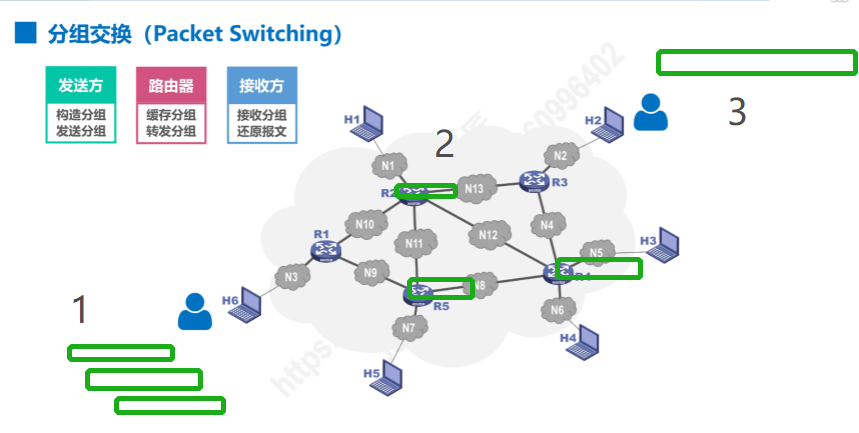 分组交换（Packet Switching）
发送方
构造分组
发送分组
路由器
缓存分组
转发分组
接收方
接收分组
还原报文
60996402
3
H1
H2
2
N1
N2
R2
N13
R3
N10
N4
R1
N11
N12
H3
N5
N9
N3
R4
N8
H6
1
R5
N6
N7
H4
https
H5